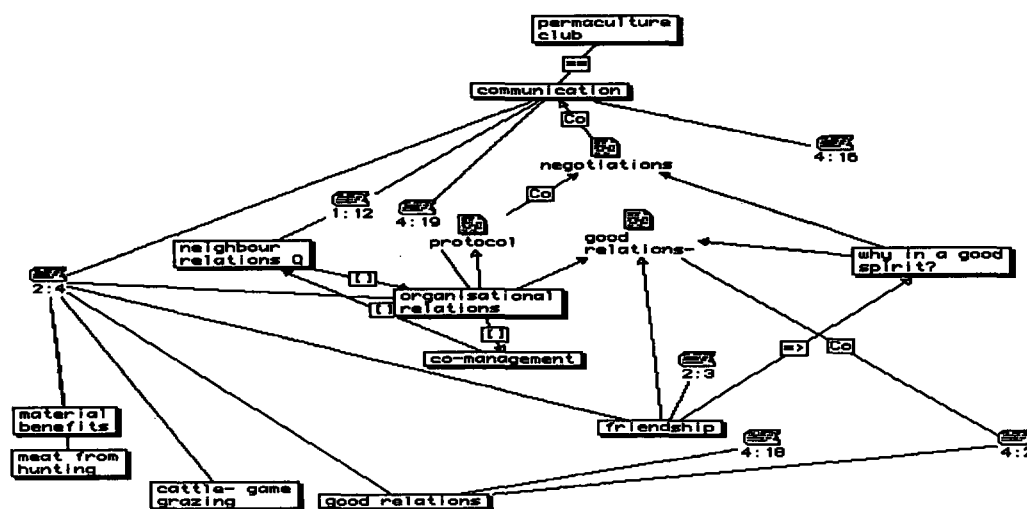 permaculture
club
==
communication
Co
negotiations
4:16
Co
1:12
4:19
protocol
good
relations~
neighbour
relations Q
why in a good
spirit?
2:4
[]
organisational
relations
[]
[]
co-management
=>
Co
2:3
material
benefits
friendship
meat from
hunting
4:18
4:2
cattle- game
grazing
good relations